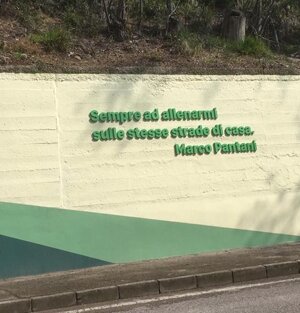 Sempre ad allenarmi
sulle stesse strade di casa.
Marco Pantani